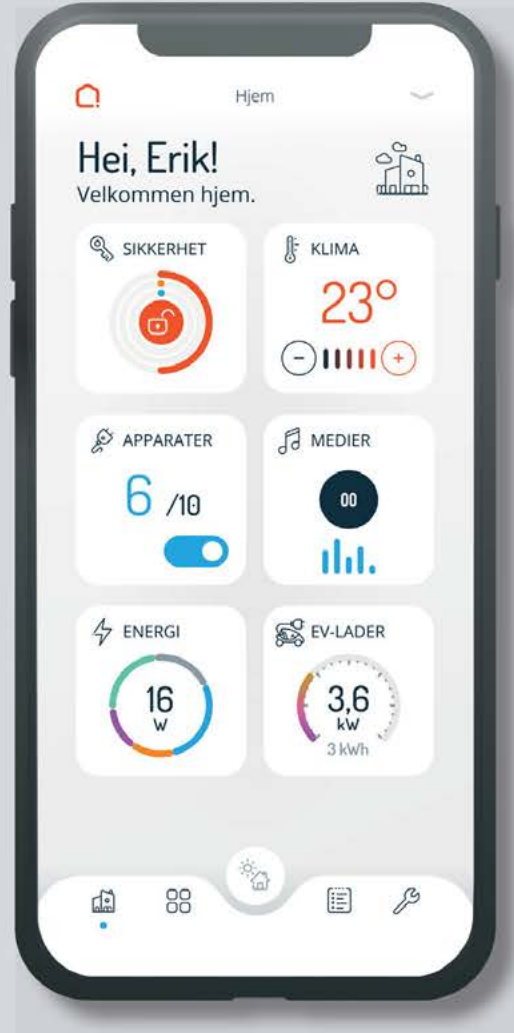 Hjem
Hei, Erik!
Velkommen hjem.
SIKKERHET
KLIMA
23°
− +
APPARATER
MEDIER
6 /10
00
ENERGI
EV-LADER
16
W
3,6
kW
3 kWh